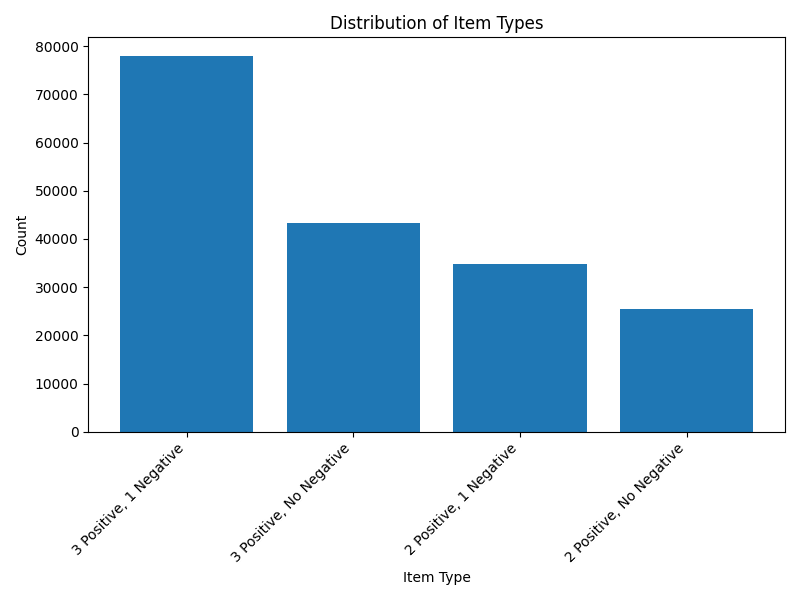 Distribution of Item Types
Count
80000
70000
60000
50000
40000
30000
20000
10000
0
3 Positive, 1 Negative
3 Positive, No Negative
2 Positive, 1 Negative
2 Positive, No Negative
Item Type